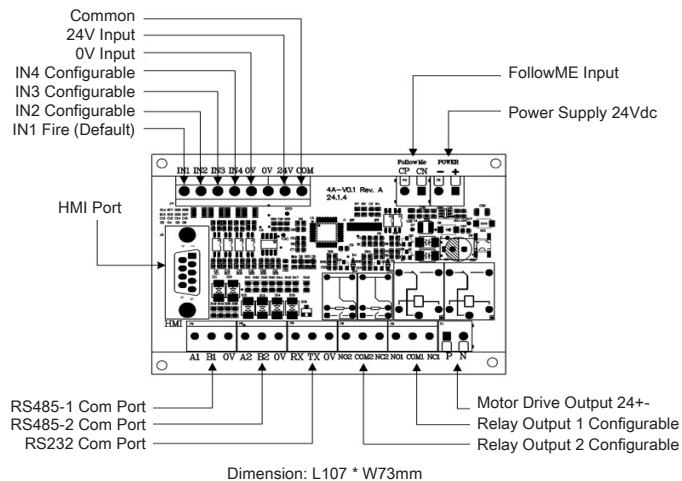 Common
24V Input
0V Input
IN4 Configurable
IN3 Configurable
IN2 Configurable
IN1 Fire (Default)
FollowME Input
Power Supply 24Vdc
IN1 IN2 IN3 IN4 0V 0V 24V COM
FollowMe
CP CN
POWER
- +
4A-V0.1 Rev. A
24.1.4
HMI Port
HMI
A1 B1 0V A2 B2 0V RX TX 0V NO2 COM2 NC2 NO1 COM1 NC1 P N
RS485-1 Com Port
RS485-2 Com Port
RS232 Com Port
Motor Drive Output 24+-
Relay Output 1 Configurable
Relay Output 2 Configurable
Dimension: L107 * W73mm